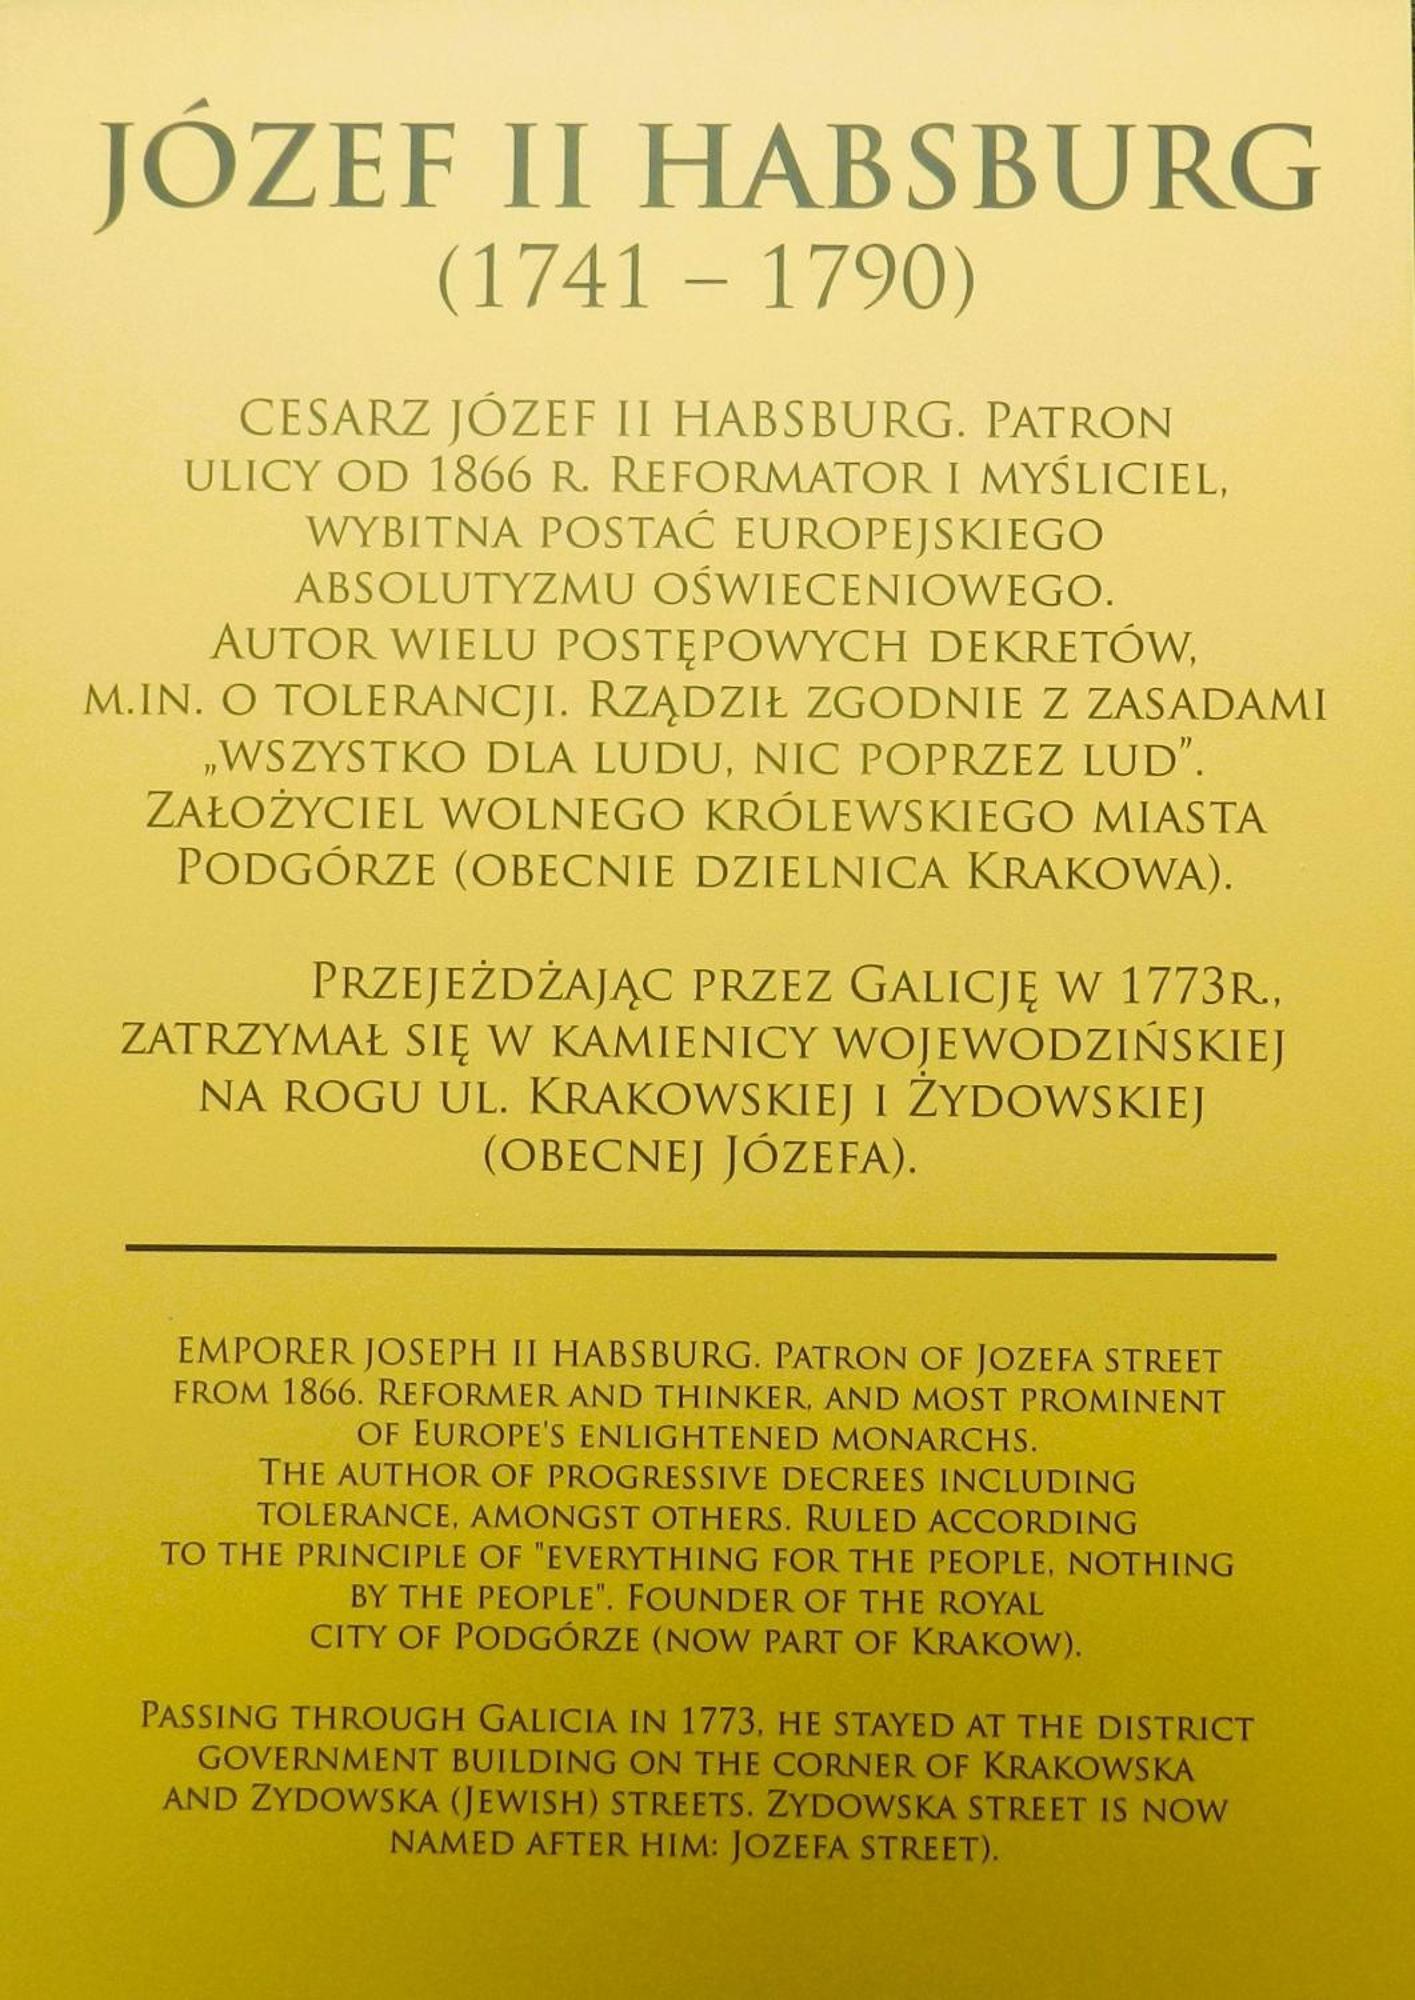 JÓZEF II HABSBURG
(1741 – 1790)
CESARZ JÓZEF II HABSBURG. PATRON
ULICY OD 1866 R. REFORMATOR I MYŚLICIEL,
WYBITNA POSTAĆ EUROPEJSKIEGO
ABSOLUTYZMU OŚWIECENIOWEGO.
AUTOR WIELU POSTĘPOWYCH DEKRETÓW,
M.IN. O TOLERANCJI. RZĄDZIŁ ZGODNIE Z ZASADAMI
„WSZYSTKO DLA LUDU, NIC POPRZEZ LUD”.
ZAŁOŻYCIEL WOLNEGO KRÓLEWSKIEGO MIASTA
PODGÓRZE (OBECNIE DZIELNICA KRAKOWA).
PRZEJEŻDŻAJĄC PRZEZ GALICJĘ W 1773R.,
ZATRZYMAŁ SIĘ W KAMIENICY WOJEWODZIŃSKIEJ
NA ROGU UL. KRAKOWSKIEJ I ŻYDOWSKIEJ
(OBECNEJ JÓZEFA).
EMPORER JOSEPH II HABSBURG. PATRON OF JOZEFA STREET
FROM 1866. REFORMER AND THINKER, AND MOST PROMINENT
OF EUROPE'S ENLIGHTENED MONARCHS.
THE AUTHOR OF PROGRESSIVE DECREES INCLUDING
TOLERANCE, AMONGST OTHERS. RULED ACCORDING
TO THE PRINCIPLE OF "EVERYTHING FOR THE PEOPLE, NOTHING
BY THE PEOPLE". FOUNDER OF THE ROYAL
CITY OF PODGÓRZE (NOW PART OF KRAKOW).
PASSING THROUGH GALICIA IN 1773, HE STAYED AT THE DISTRICT
GOVERNMENT BUILDING ON THE CORNER OF KRAKOWSKA
AND ZYDOWSKA (JEWISH) STREETS. ZYDOWSKA STREET IS NOW
NAMED AFTER HIM: JOZEFA STREET).